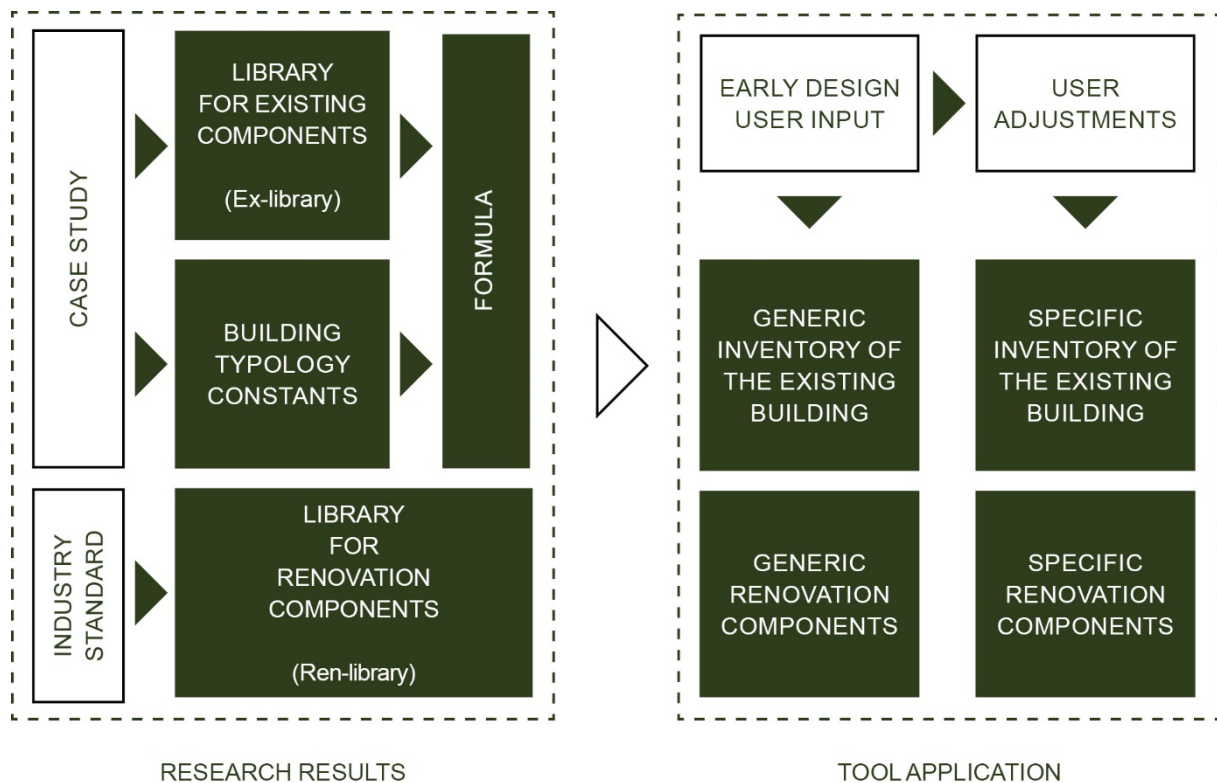 CASE STUDY
LIBRARY
FOR EXISTING
COMPONENTS
(Ex-library)
BUILDING
TYPOLOGY
CONSTANTS
FORMULA
INDUSTRY
STANDARD
LIBRARY
FOR
RENOVATION
COMPONENTS
(Ren-library)
RESEARCH RESULTS
EARLY DESIGN
USER INPUT
USER
ADJUSTMENTS
GENERIC
INVENTORY OF
THE EXISTING
BUILDING
SPECIFIC
INVENTORY OF
THE EXISTING
BUILDING
GENERIC
RENOVATION
COMPONENTS
SPECIFIC
RENOVATION
COMPONENTS
TOOL APPLICATION